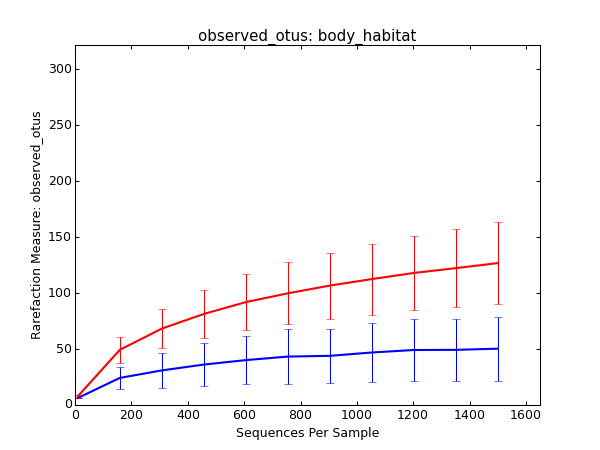 observed_otus: body_habitat
Rarefaction Measure: observed_otus
300
250
200
150
100
50
0
0 200 400 600 800 1000 1200 1400 1600
Sequences Per Sample